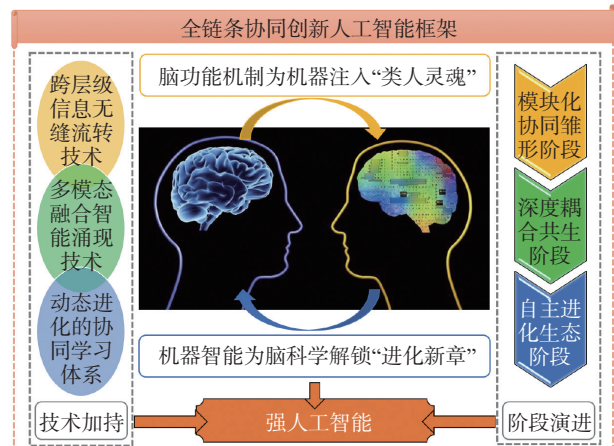 全链条协同创新人工智能框架
脑功能机制为机器注入“类人灵魂”
跨层级
信息无
缝流转
技术
多模态
融合智
能涌现
技术
动态进
化的协
同学习
体系
技术加持
模块化
协同雏
形阶段
深度耦
合共生
阶段
自主进
化生态
阶段
阶段演进
机器智能为脑科学解锁“进化新章”
强人工智能